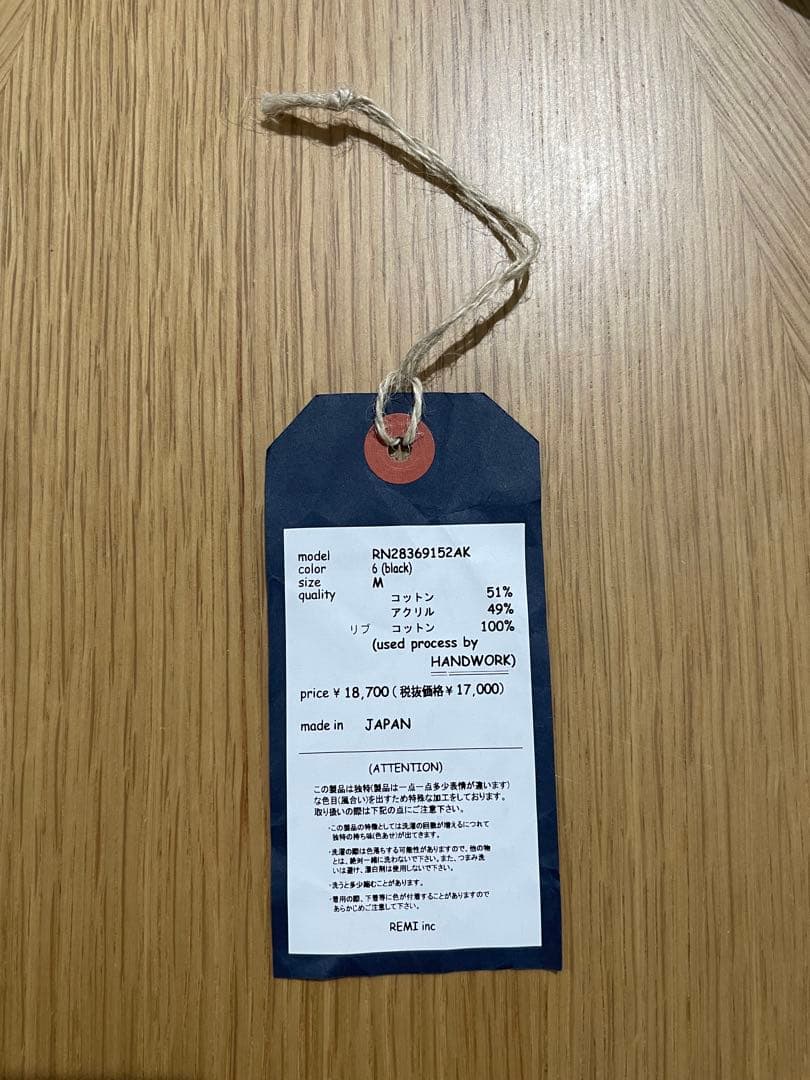 model RN28369152AK
color 6 (black)
size M
quality コットン 51%
アクリル 49%
リブ コットン 100%
(used process by
HANDWORK)
price ¥ 18,700 (税抜価格¥ 17,000)
made in JAPAN
(ATTENTION)
この製品は独特(製品は一点一点多少表情が違います)
な色目(風合い)を出すため特殊な加工をしております。
取り扱いの際は下記の点にご注意下さい。
・この製品の特徴としては洗濯の回数が増えるにつれて
独特の持ち味(色あせ)が出てきます。
・洗濯の際は色落ちする可能性がありますので、他の物
とは、絶対一緒に洗わないで下さい。また、つまみ洗
いは避け、漂白剤は使用しないで下さい。
・洗うと多少縮むことがあります。
・着用の際、下着等に色が付着することがありますので
あらかじめご注意して下さい。
REMI inc